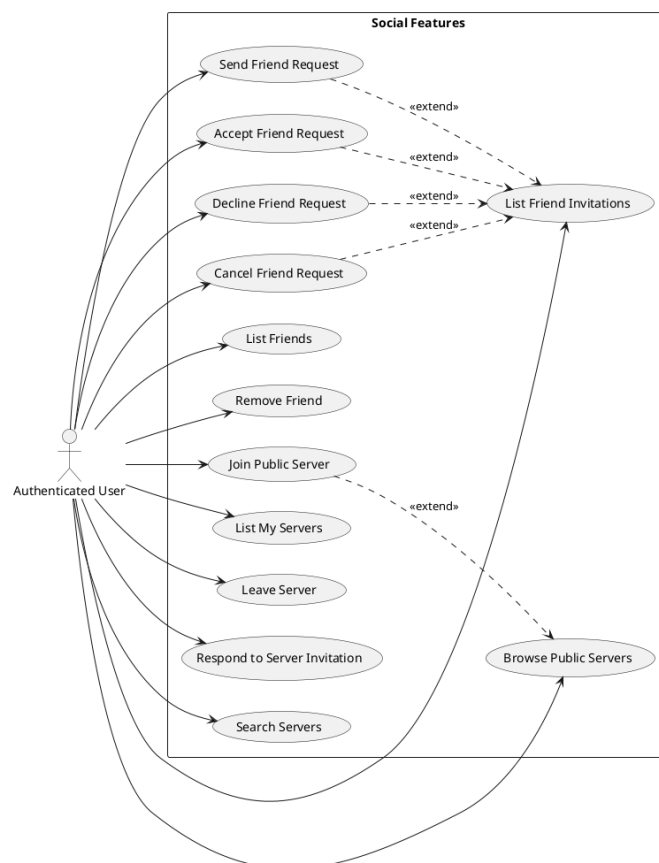 Social Features
Send Friend Request
«extend»
Accept Friend Request
«extend»
Decline Friend Request
«extend»
List Friend Invitations
«extend»
Cancel Friend Request
List Friends
Remove Friend
Join Public Server
Authenticated User
«extend»
List My Servers
Leave Server
Respond to Server Invitation
Browse Public Servers
Search Servers